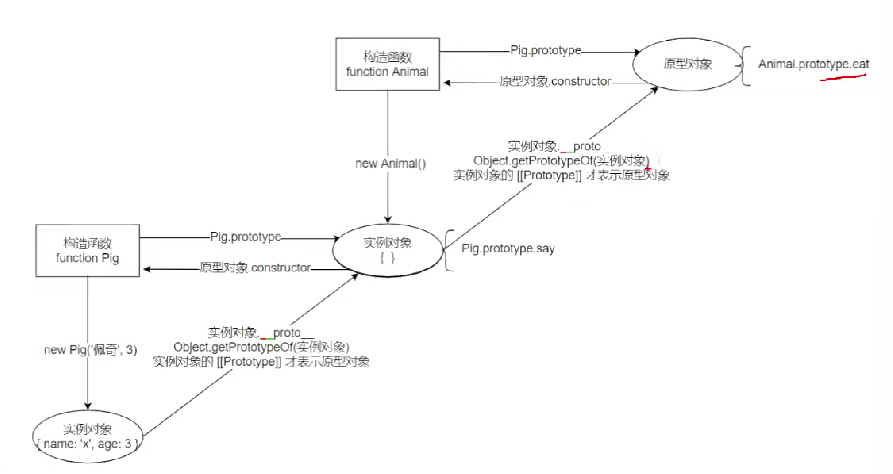 构造函数
function Animal
Pig.prototype
原型对象.constructor
原型对象
Animal.prototype.eat
new Animal()
实例对象.__proto__
Object.getPrototypeOf(实例对象)
实例对象的 [[Prototype]] 才表示原型对象
构造函数
function Pig
Pig.prototype
原型对象.constructor
实例对象
{ }
Pig.prototype.say
new Pig('佩奇', 3)
实例对象.__proto__
Object.getPrototypeOf(实例对象)
实例对象的 [[Prototype]] 才表示原型对象
实例对象
{ name: 'x', age: 3 }